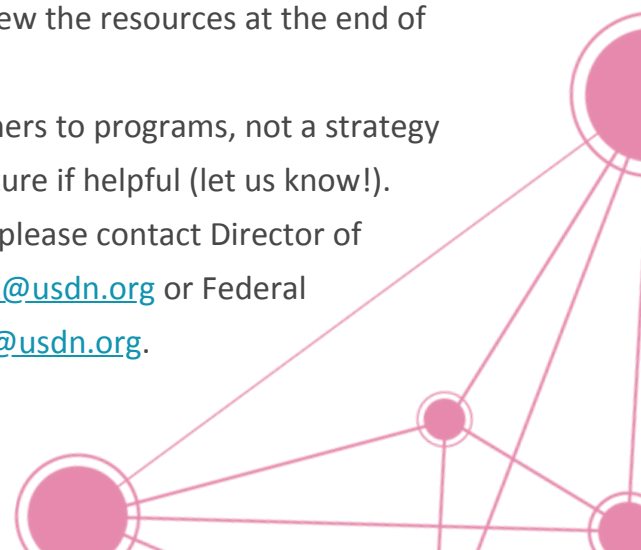 ew the resources at the end of
ners to programs, not a strategy
ure if helpful (let us know!).
please contact Director of
@usdn.org or Federal
@usdn.org.